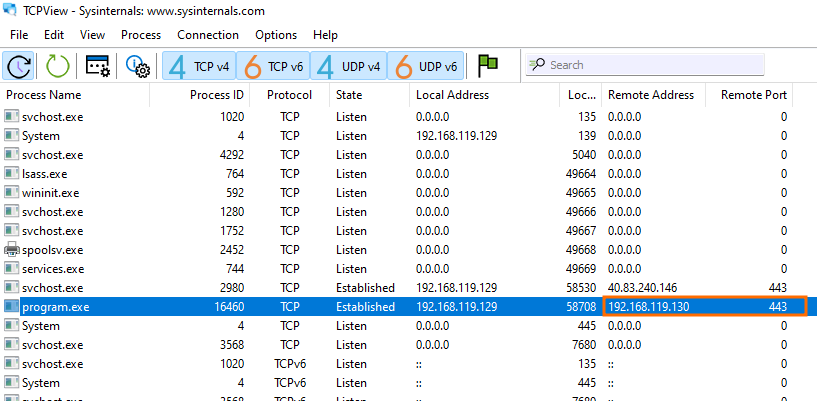 TCPView - Sysinternals: www.sysinternals.com
File Edit View Process Connection Options Help
4 TCP v4 6 TCP v6 4 UDP v4 6 UDP v6 Search
Process Name Process ID Protocol State Local Address Loc... Remote Address Remote Port
svchost.exe 1020 TCP Listen 0.0.0.0 135 0.0.0.0 0
System 4 TCP Listen 192.168.119.129 139 0.0.0.0 0
svchost.exe 4292 TCP Listen 0.0.0.0 5040 0.0.0.0 0
lsass.exe 764 TCP Listen 0.0.0.0 49664 0.0.0.0 0
wininit.exe 592 TCP Listen 0.0.0.0 49665 0.0.0.0 0
svchost.exe 1280 TCP Listen 0.0.0.0 49666 0.0.0.0 0
svchost.exe 1752 TCP Listen 0.0.0.0 49667 0.0.0.0 0
spoolsv.exe 2452 TCP Listen 0.0.0.0 49668 0.0.0.0 0
services.exe 744 TCP Listen 0.0.0.0 49669 0.0.0.0 0
svchost.exe 2980 TCP Established 192.168.119.129 58530 40.83.240.146 443
program.exe 16460 TCP Established 192.168.119.129 58708 192.168.119.130 443
System 4 TCP Listen 0.0.0.0 445 0.0.0.0 0
svchost.exe 3568 TCP Listen 0.0.0.0 7680 0.0.0.0 0
svchost.exe 1020 TCPv6 Listen :: 135 :: 0
System 4 TCPv6 Listen :: 445 :: 0
svchost.exe 3568 TCPv6 Listen :: 7680 :: 0